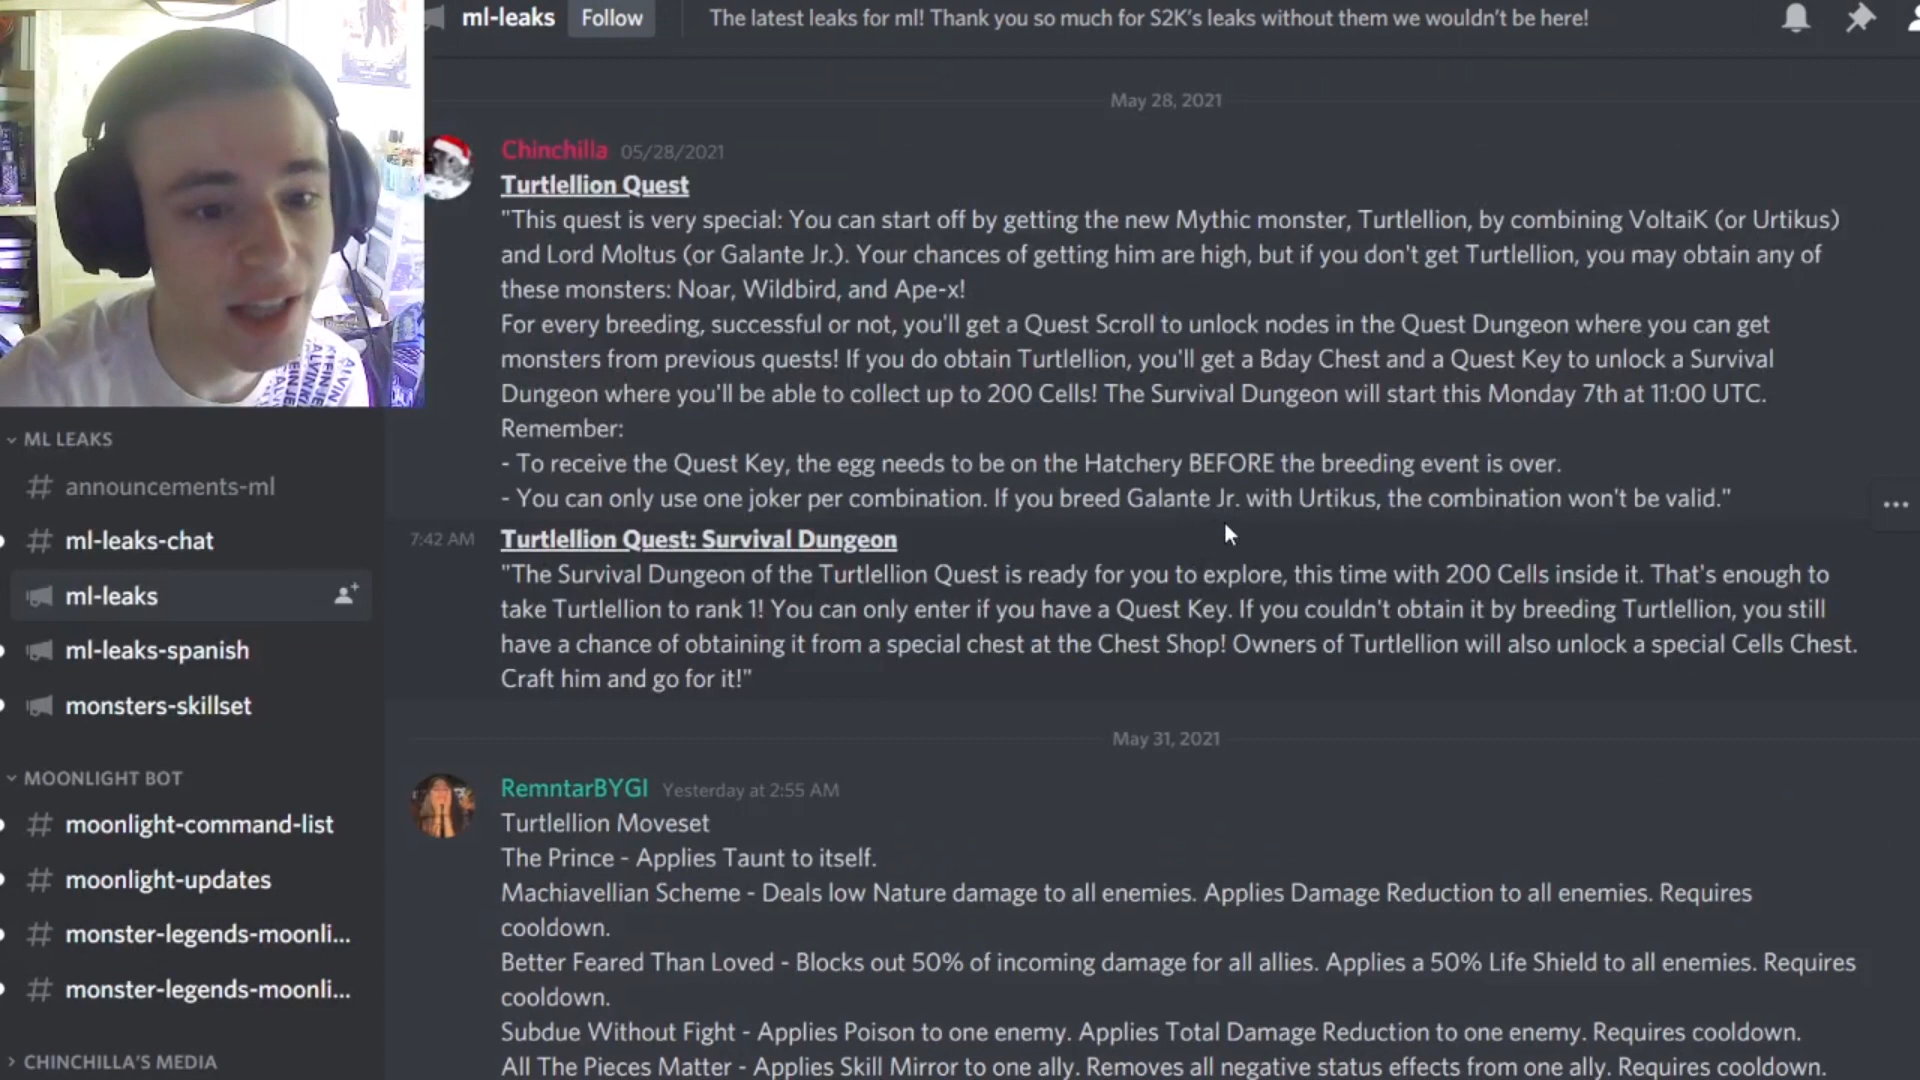 ml-leaks
Follow
The latest leaks for ml! Thank you so much for S2K's leaks without them we wouldn't be here!
May 28, 2021
Chinchilla 05/28/2021
Turtlellion Quest
"This quest is very special: You can start off by getting the new Mythic monster, Turtlellion, by combining VoltaiK (or Urtikus)
and Lord Moltus (or Galante Jr.). Your chances of getting him are high, but if you don't get Turtlellion, you may obtain any of
these monsters: Noar, Wildbird, and Ape-x!
For every breeding, successful or not, you'll get a Quest Scroll to unlock nodes in the Quest Dungeon where you can get
monsters from previous quests! If you do obtain Turtlellion, you'll get a Bday Chest and a Quest Key to unlock a Survival
Dungeon where you'll be able to collect up to 200 Cells! The Survival Dungeon will start this Monday 7th at 11:00 UTC.
Remember:
- To receive the Quest Key, the egg needs to be on the Hatchery BEFORE the breeding event is over.
- You can only use one joker per combination. If you breed Galante Jr. with Urtikus, the combination won't be valid."
7:42 AM
Turtlellion Quest: Survival Dungeon
"The Survival Dungeon of the Turtlellion Quest is ready for you to explore, this time with 200 Cells inside it. That's enough to
take Turtlellion to rank 1! You can only enter if you have a Quest Key. If you couldn't obtain it by breeding Turtlellion, you still
have a chance of obtaining it from a special chest at the Chest Shop! Owners of Turtlellion will also unlock a special Cells Chest.
Craft him and go for it!"
May 31, 2021
RemntarBYGI Yesterday at 2:55 AM
Turtlellion Moveset
The Prince - Applies Taunt to itself.
Machiavellian Scheme - Deals low Nature damage to all enemies. Applies Damage Reduction to all enemies. Requires
cooldown.
Better Feared Than Loved - Blocks out 50% of incoming damage for all allies. Applies a 50% Life Shield to all enemies. Requires
cooldown.
Subdue Without Fight - Applies Poison to one enemy. Applies Total Damage Reduction to one enemy. Requires cooldown.
All The Pieces Matter - Applies Skill Mirror to one ally. Removes all negative status effects from one ally. Requires cooldown.
ML LEAKS
announcements-ml
ml-leaks-chat
ml-leaks
ml-leaks-spanish
monsters-skillset
MOONLIGHT BOT
moonlight-command-list
moonlight-updates
monster-legends-moonli...
monster-legends-moonli...
CHINCHILLA'S MEDIA